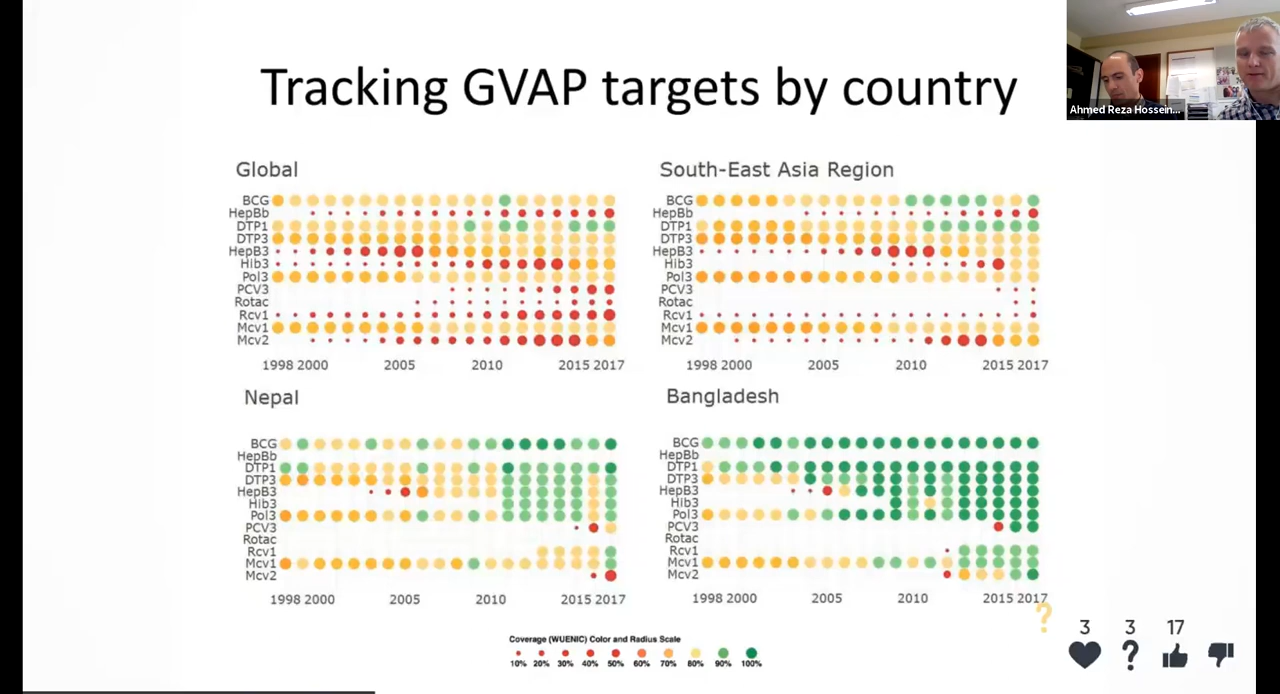 Tracking GVAP targets by country
Ahmed Reza Hossein...
Global
BCG
HepBb
DTP1
DTP3
HepB3
Hib3
Pol3
PCV3
Rotac
Rcv1
Mcv1
Mcv2
1998 2000 2005 2010 2015 2017
South-East Asia Region
BCG
HepBb
DTP1
DTP3
HepB3
Hib3
Pol3
PCV3
Rotac
Rcv1
Mcv1
Mcv2
1998 2000 2005 2010 2015 2017
Nepal
BCG
HepBb
DTP1
DTP3
HepB3
Hib3
Pol3
PCV3
Rotac
Rcv1
Mcv1
Mcv2
1998 2000 2005 2010 2015 2017
Bangladesh
BCG
HepBb
DTP1
DTP3
HepB3
Hib3
Pol3
PCV3
Rotac
Rcv1
Mcv1
Mcv2
1998 2000 2005 2010 2015 2017
Coverage (WUENIC) Color and Radius Scale
10% 20% 30% 40% 50% 60% 70% 80% 90% 100%
?
3 3 17
?